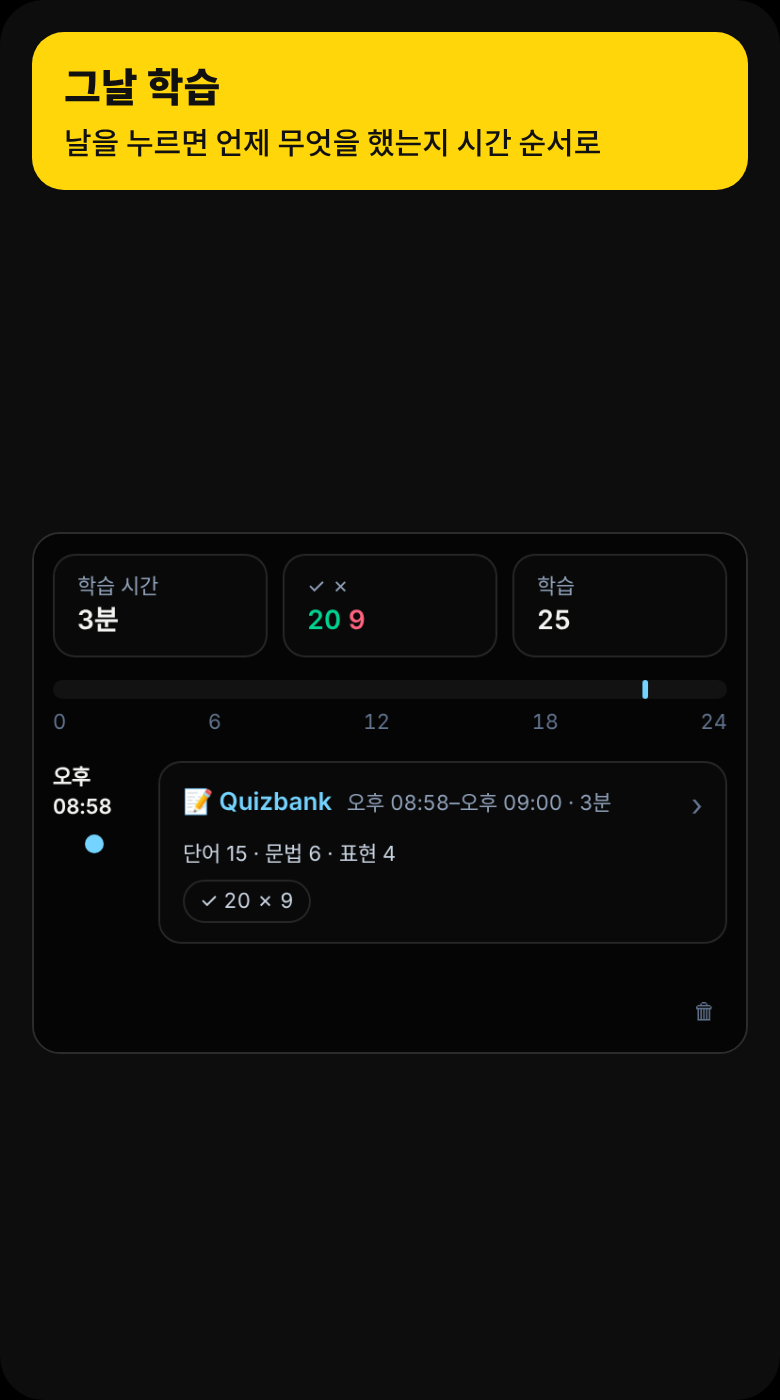 그날 학습
날을 누르면 언제 무엇을 했는지 시간 순서로
학습 시간
3분
✓ ×
20 9
학습
25
0 6 12 18 24
오후
08:58
📝 Quizbank 오후 08:58–오후 09:00 · 3분 ›
단어 15 · 문법 6 · 표현 4
✓ 20 × 9